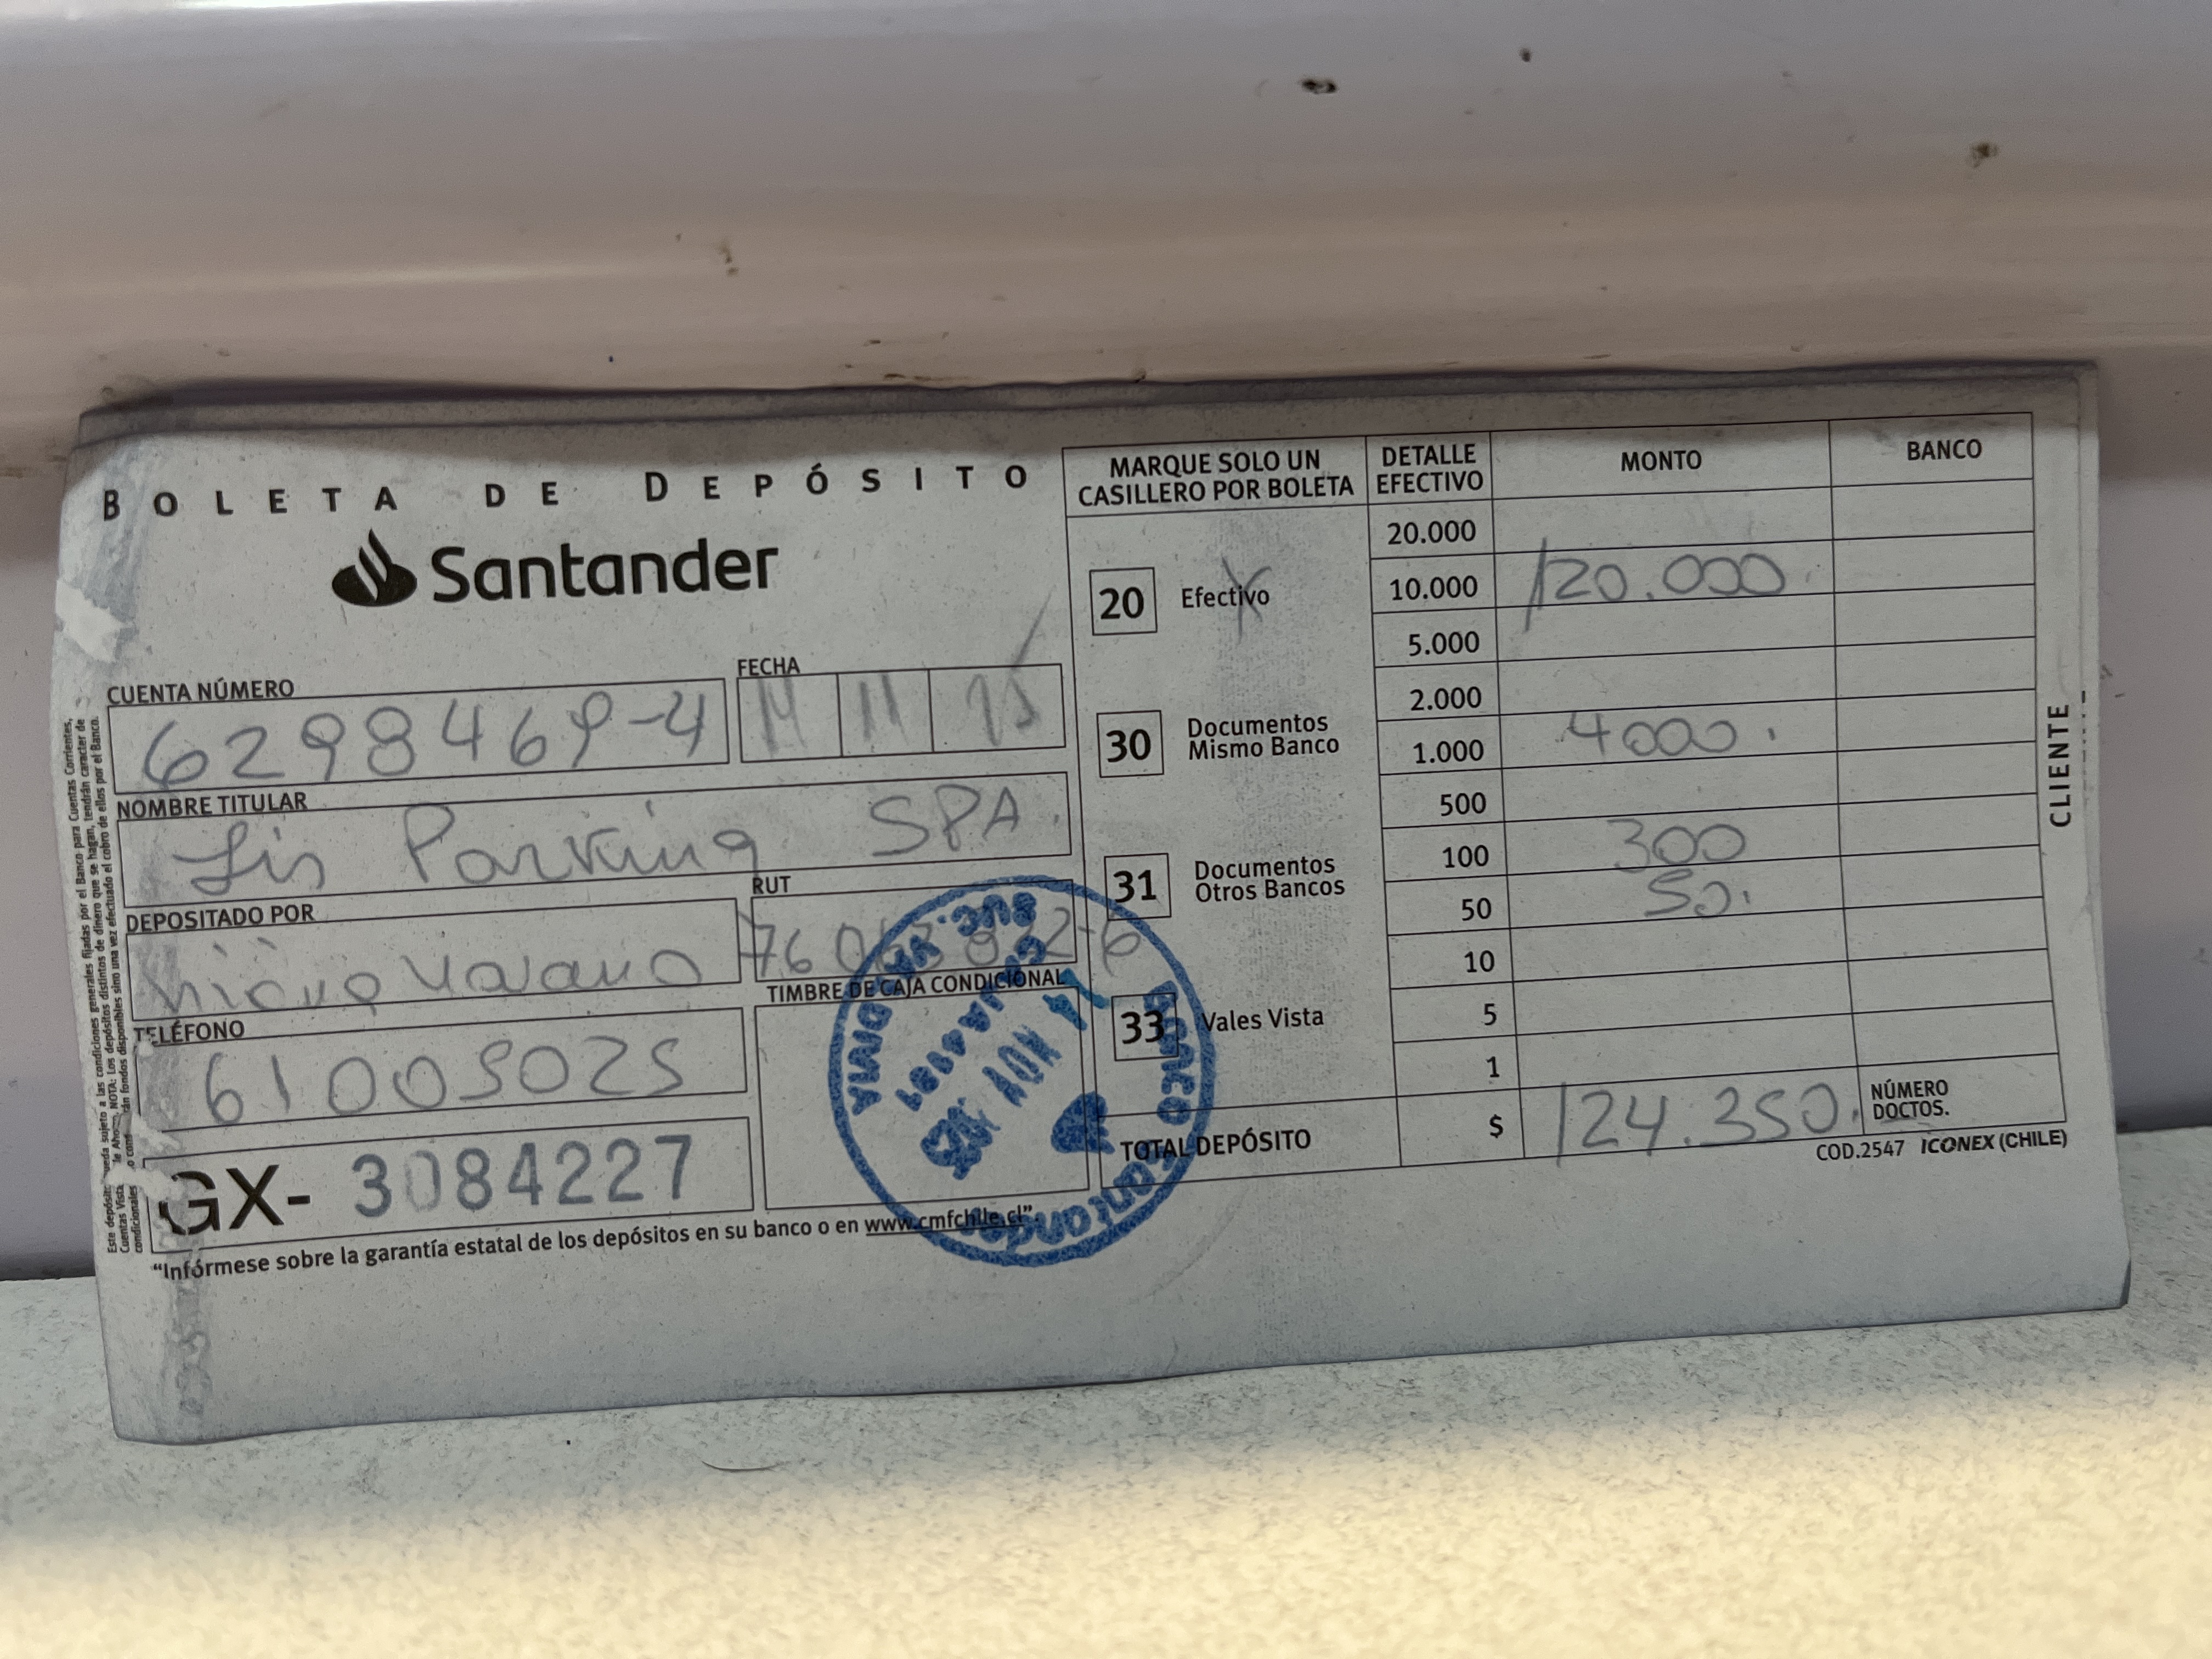 BOLETA DE DEPÓSITO
Santander
CUENTA NÚMERO
6298469-4
FECHA
11 11
NOMBRE TITULAR
Lis Parking SPA.
DEPOSITADO POR
RUT
TELÉFONO
61005025
TIMBRE DE CAJA CONDICIONAL
GX- 3084227
"Infórmese sobre la garantía estatal de los depósitos en su banco o en www.cmfchile.cl".
MARQUE SOLO UN
CASILLERO POR BOLETA
20 Efectivo X
30 Documentos
Mismo Banco
31 Documentos
Otros Bancos
33 Vales Vista
DETALLE
EFECTIVO MONTO BANCO
20.000
10.000 120.000
5.000
2.000
1.000 4000.
500
100 300
50 50.
10
5
1
TOTAL DEPÓSITO $ 124.350. NÚMERO
DOCTOS.
COD.2547 ICONEX (CHILE)
CLIENTE
BANCO Santander
NOV